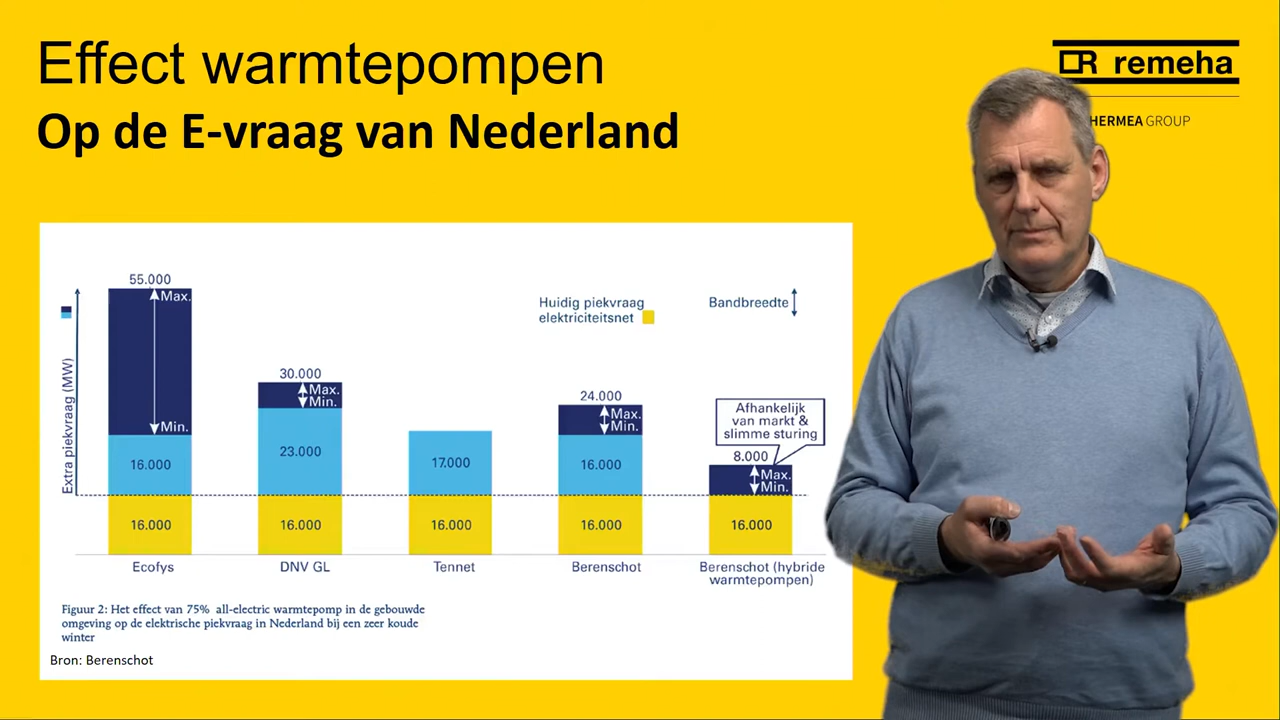 Effect warmtepompen
Op de E-vraag van Nederland
remeha
HERMEA GROUP
55.000
Max.
Min.
16.000
16.000
Ecofys
30.000
Max.
Min.
23.000
16.000
DNV GL
17.000
16.000
Tennet
24.000
Max.
Min.
16.000
16.000
Berenschot
Afhankelijk
van markt &
slimme sturing
8.000
Max.
Min.
16.000
Berenschot (hybride
warmtepompen)
Huidig piekvraag
elektriciteitsnet
Bandbreedte
Extra piekvraag (MW)
Figuur 2: Het effect van 75% all-electric warmtepomp in de gebouwde
omgeving op de elektrische piekvraag in Nederland bij een zeer koude
winter
Bron: Berenschot